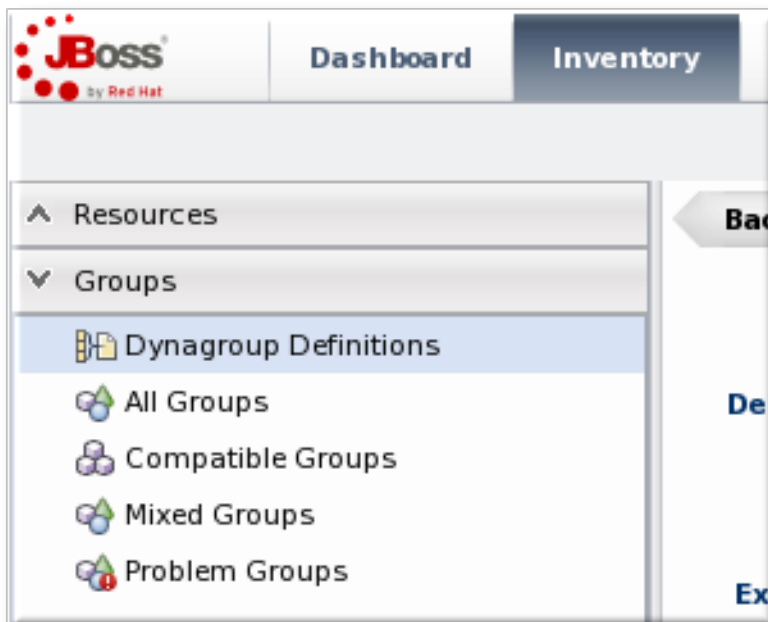 JBoss
by Red Hat
Dashboard
Inventory
Resources
Groups
Dynagroup Definitions
All Groups
Compatible Groups
Mixed Groups
Problem Groups